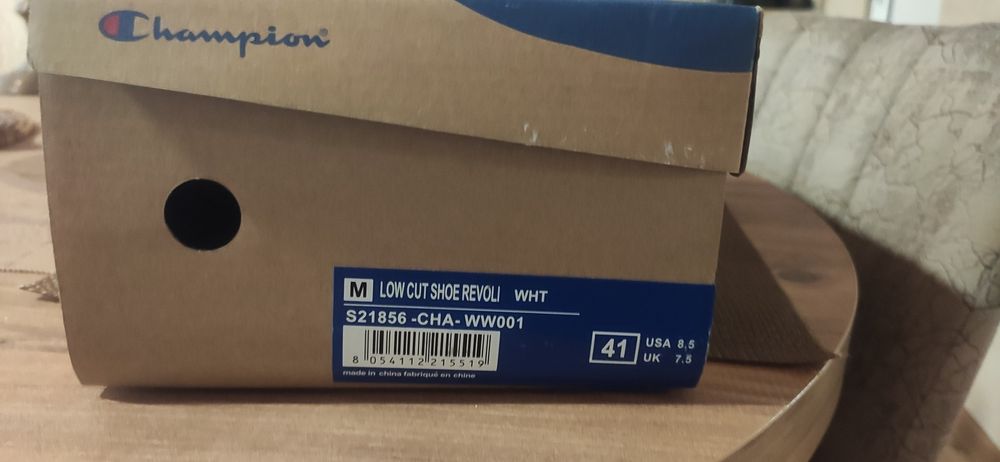 Champion
M LOW CUT SHOE REVOLI WHT
S21856 -CHA- WW001
8 054112 215519
made in china fabriqué en chine
41
USA 8.5
UK 7.5